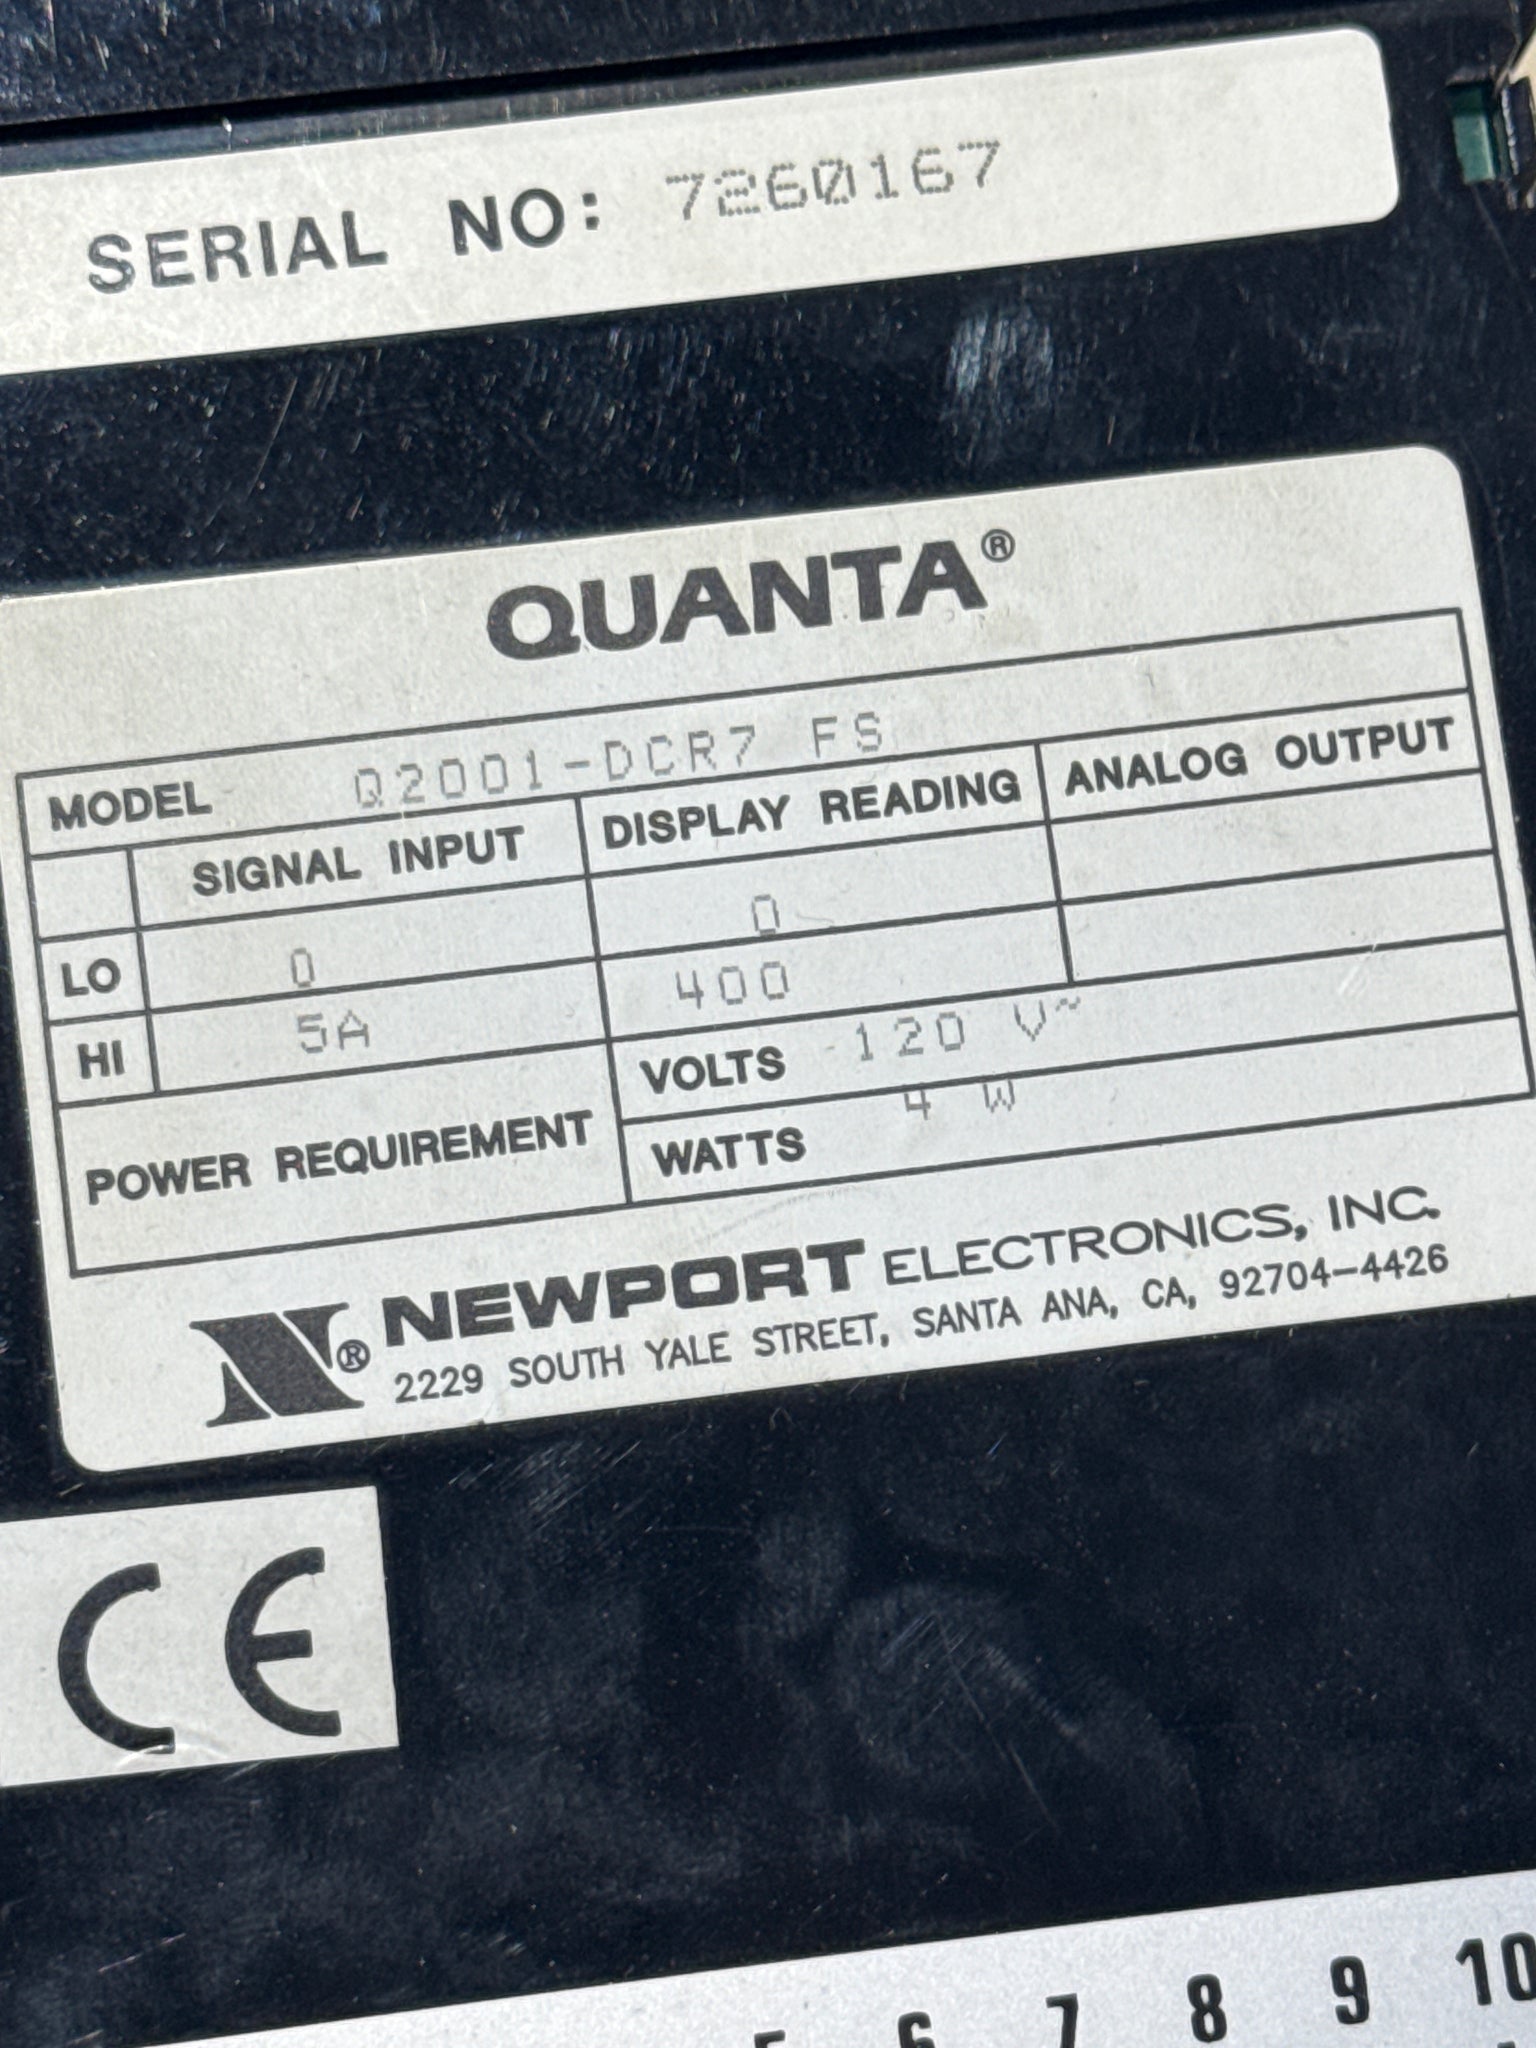 SERIAL NO: 7260167
QUANTA®
MODEL Q2001-DCR7 FS
SIGNAL INPUT DISPLAY READING ANALOG OUTPUT
LO 0 0
HI 5A 400
POWER REQUIREMENT VOLTS 120 V~
WATTS 4 W
N® NEWPORT ELECTRONICS, INC.
2229 SOUTH YALE STREET, SANTA ANA, CA, 92704-4426
CE
5 6 7 8 9 10